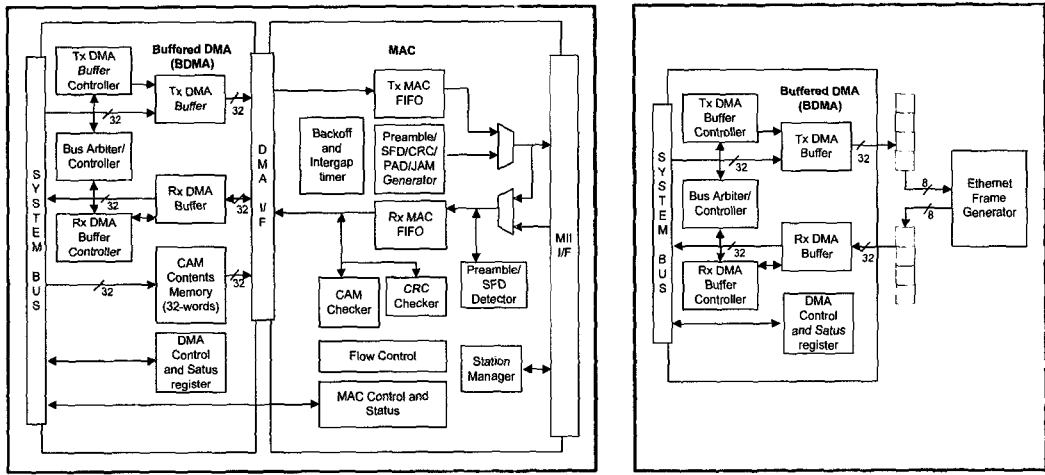 Buffered DMA
(BDMA)
MAC
Tx DMA
Buffer
Controller
Tx DMA
Buffer
32
32
Bus Arbiter/
Controller
Rx DMA
Buffer
32
32
Rx DMA
Buffer
Controller
CAM
Contents
Memory
(32-words)
32
32
DMA
Control
and Satus
register
SYSTEM BUS
DMA I/F
Tx MAC
FIFO
Backoff
and
Intergap
timer
Preamble/
SFD/CRC/
PAD/JAM
Generator
Rx MAC
FIFO
CAM
Checker
CRC
Checker
Preamble/
SFD
Detector
Flow Control
Station
Manager
MAC Control and
Status
MII
I/F
Buffered DMA
(BDMA)
Tx DMA
Buffer
Controller
Tx DMA
Buffer
32
32
Bus Arbiter/
Controller
Rx DMA
Buffer
32
32
Rx DMA
Buffer
Controller
DMA
Control
and Satus
register
SYSTEM BUS
8
8
Ethernet
Frame
Generator